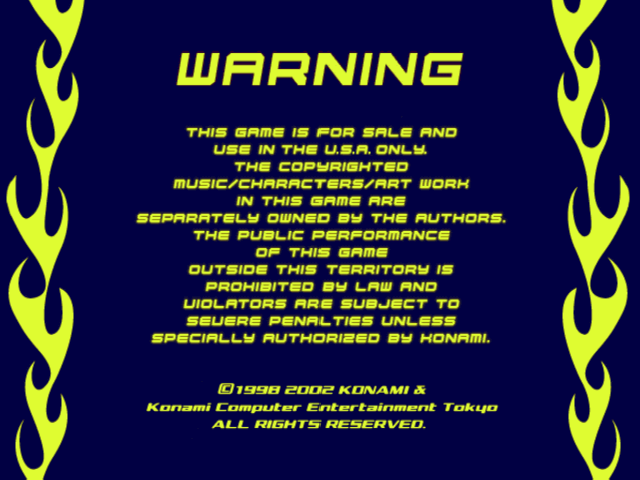 WARNING
THIS GAME IS FOR SALE AND
USE IN THE U.S.A. ONLY.
THE COPYRIGHTED
MUSIC/CHARACTERS/ART WORK
IN THIS GAME ARE
SEPARATELY OWNED BY THE AUTHORS.
THE PUBLIC PERFORMANCE
OF THIS GAME
OUTSIDE THIS TERRITORY IS
PROHIBITED BY LAW AND
VIOLATORS ARE SUBJECT TO
SEVERE PENALTIES UNLESS
SPECIALLY AUTHORIZED BY KONAMI.
©1998 2002 KONAMI &
Konami Computer Entertainment Tokyo
ALL RIGHTS RESERVED.